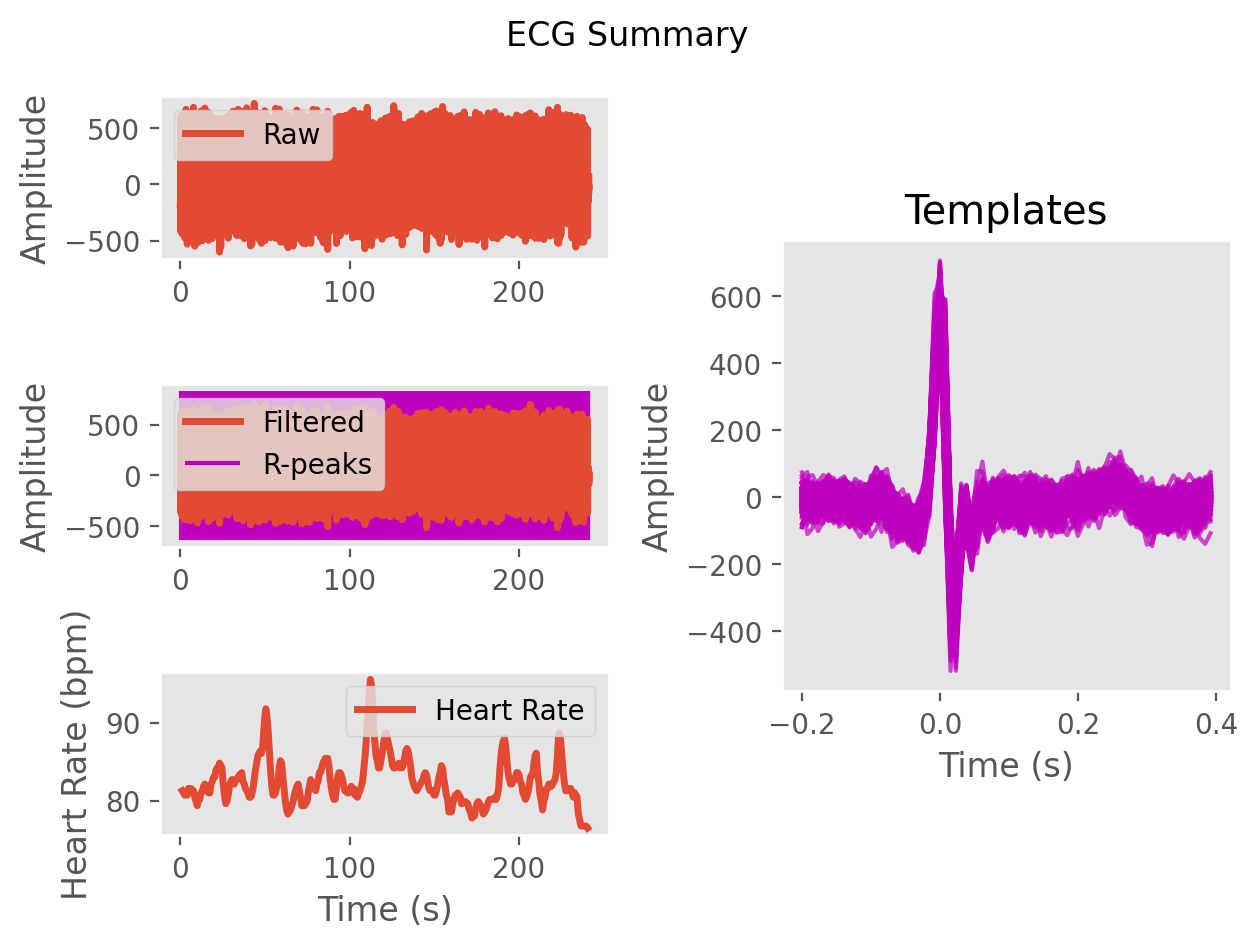 ECG Summary
Amplitude
500
0
−500
Raw
0 100 200
Amplitude
500
0
−500
Filtered
R-peaks
0 100 200
Heart Rate (bpm)
90
80
Heart Rate
0 100 200
Time (s)
Templates
Amplitude
600
400
200
0
−200
−400
−0.2 0.0 0.2 0.4
Time (s)